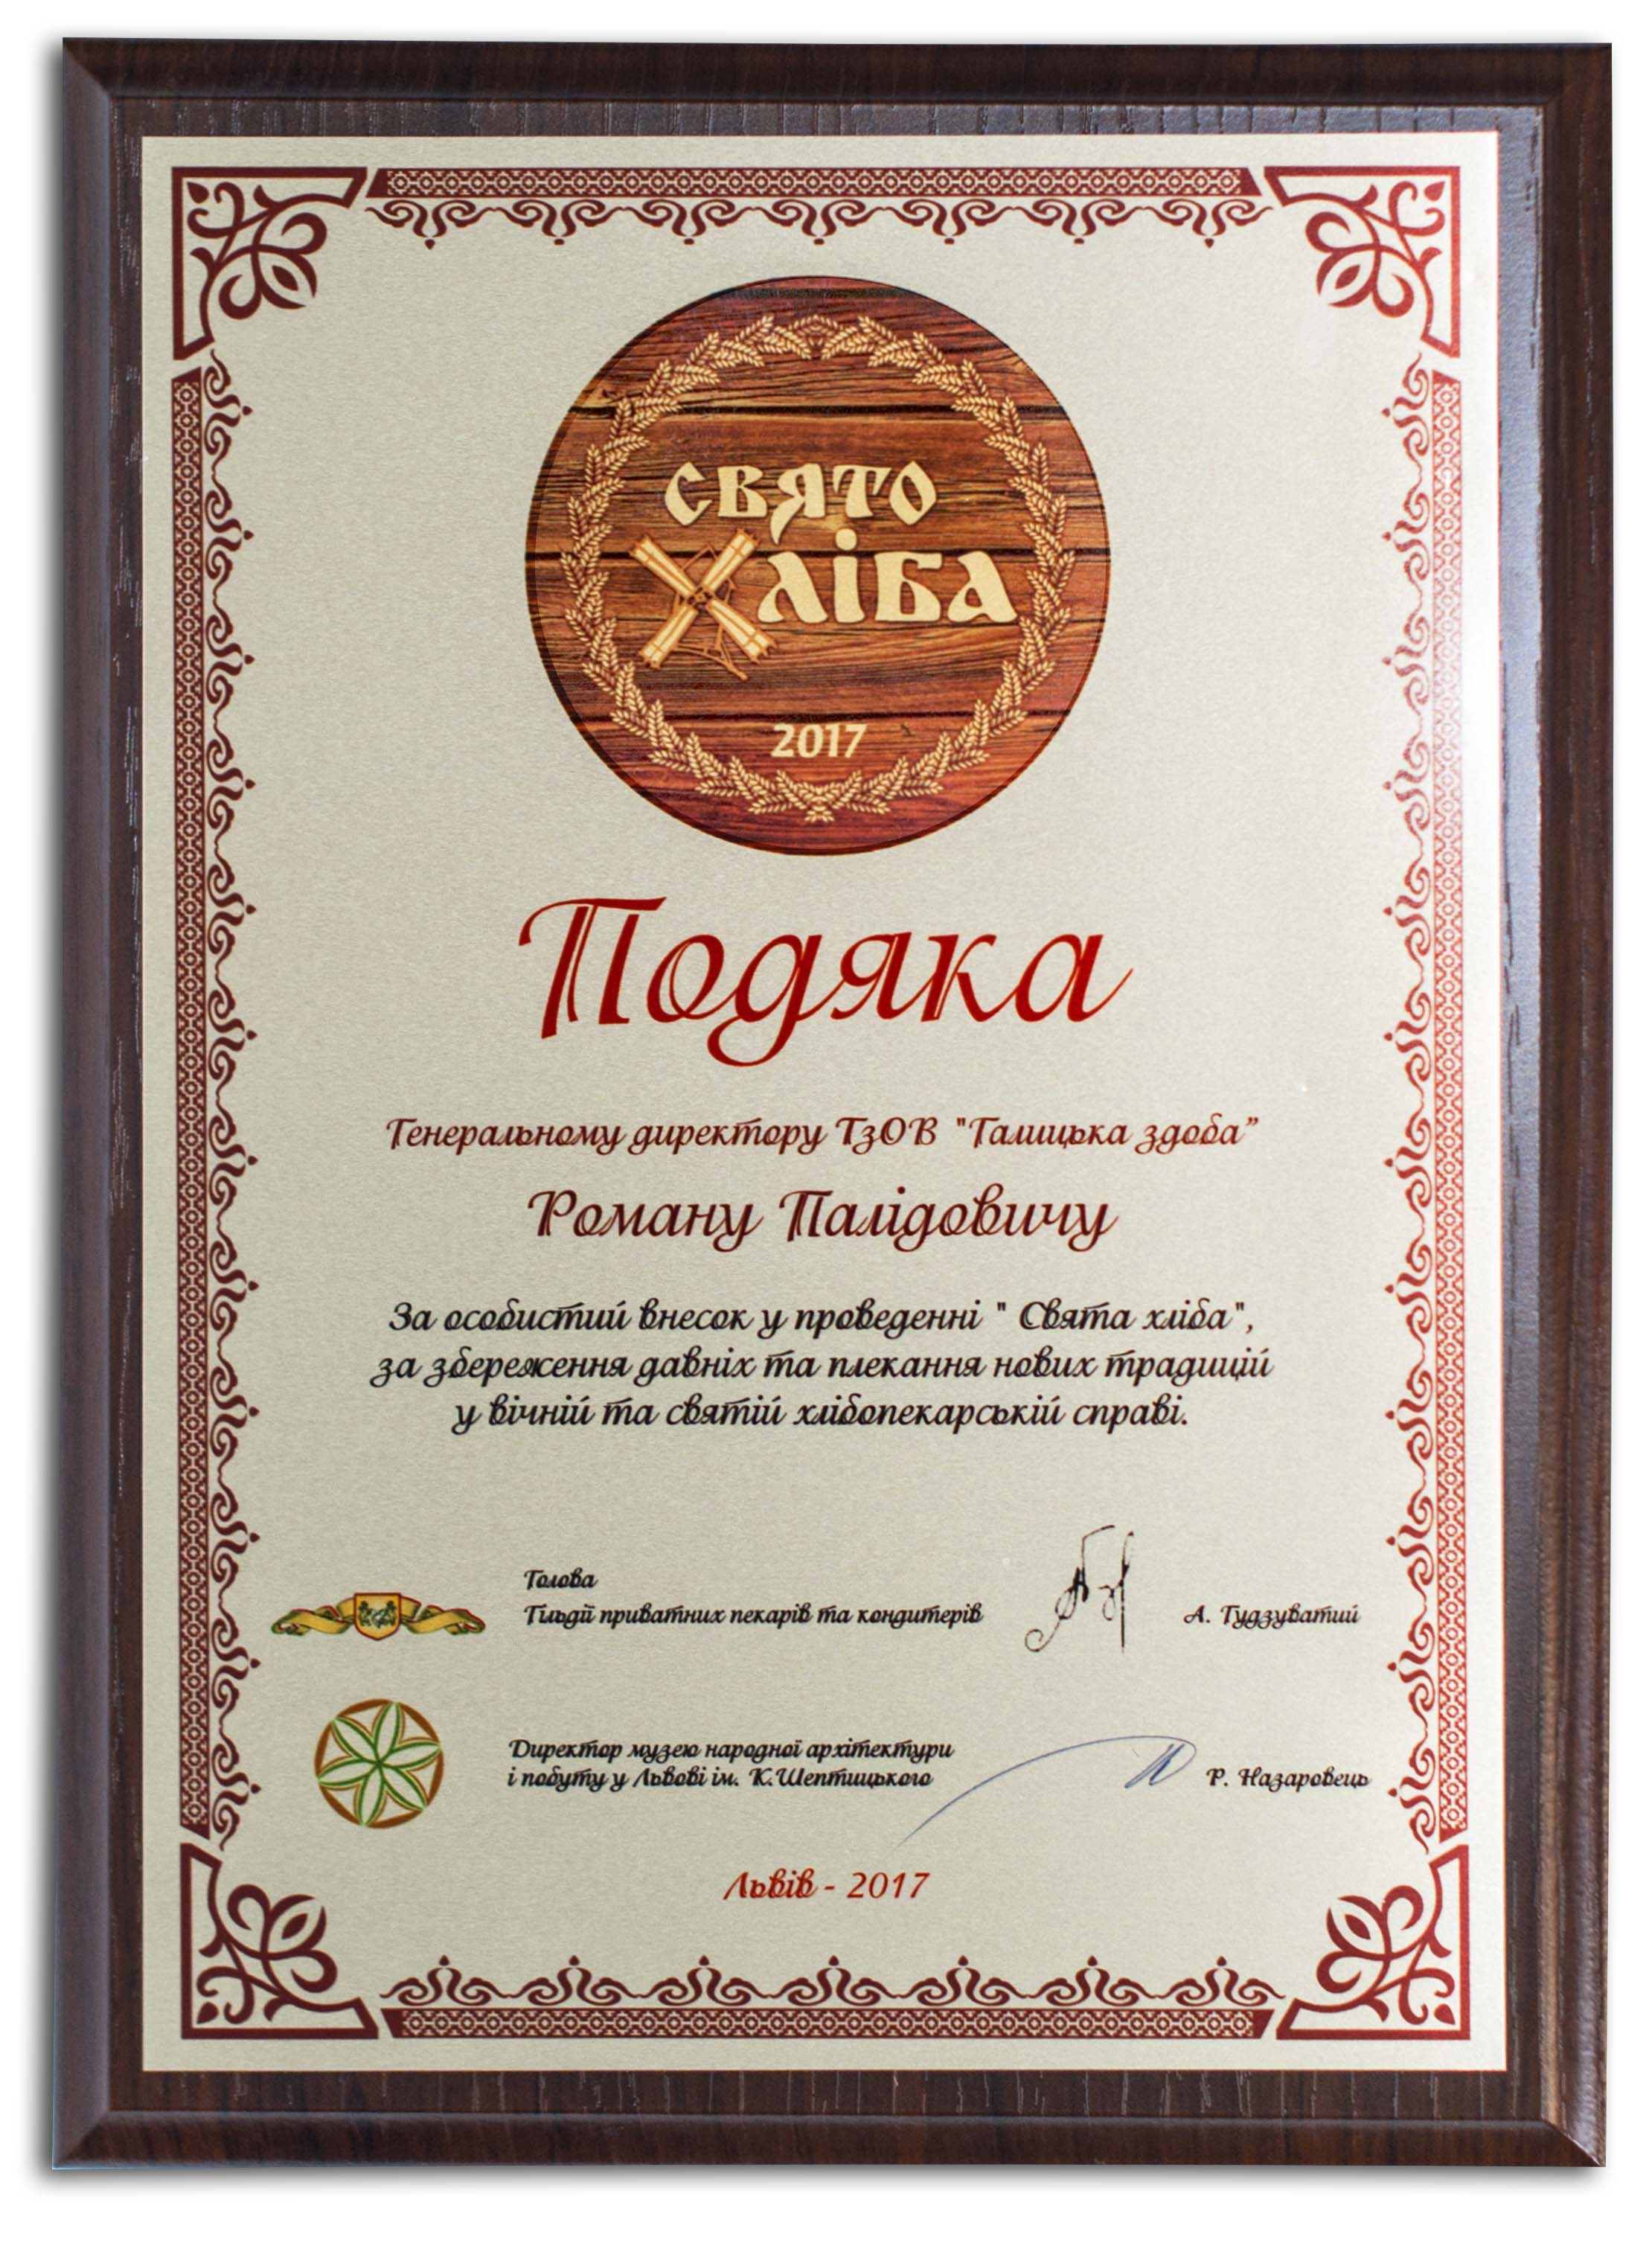 СВЯТО
ХЛІБА
2017
Подяка
Генеральному директору ТзОВ "Галицька здоба"
Роману Палідовичу
За особистий внесок у проведенні " Свята хліба",
за збереження давніх та плекання нових традицій
у вічній та святій хлібопекарській справі.
Голова
Гільдії приватних пекарів та кондитерів
А. Гудзуватий
Директор музею народної архітектури
і побуту у Львові ім. К.Шептицького
Р. Назаровець
Львів - 2017